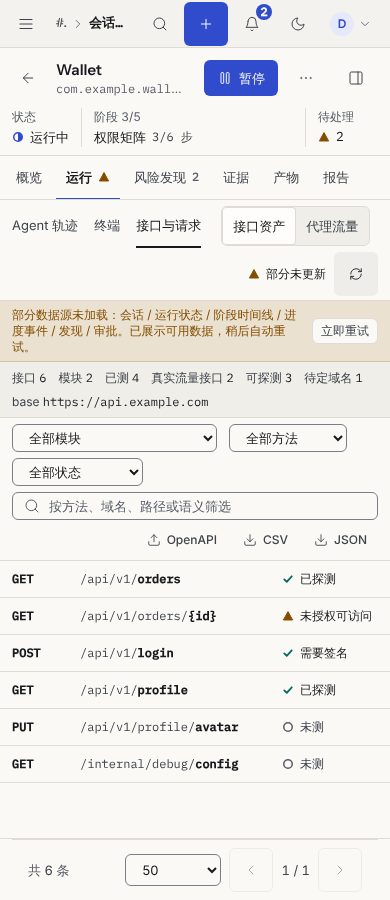 #. > 会话... 2 D
Wallet
com.example.wall...
暂停
状态
运行中
阶段 3/5
权限矩阵 3/6 步
待处理
2
概览 运行 风险发现 2 证据 产物 报告
Agent 轨迹 终端 接口与请求 接口资产 代理流量
部分未更新
部分数据源未加载：会话 / 运行状态 / 阶段时间线 / 进
度事件 / 发现 / 审批。已展示可用数据，稍后自动重
试。
立即重试
接口 6 模块 2 已测 4 真实流量接口 2 可探测 3 待定域名 1
base https://api.example.com
全部模块 全部方法
全部状态
按方法、域名、路径或语义筛选
OpenAPI CSV JSON
GET /api/v1/orders 已探测
GET /api/v1/orders/{id} 未授权可访问
POST /api/v1/login 需要签名
GET /api/v1/profile 已探测
PUT /api/v1/profile/avatar 未测
GET /internal/debug/config 未测
共 6 条 50 1 / 1